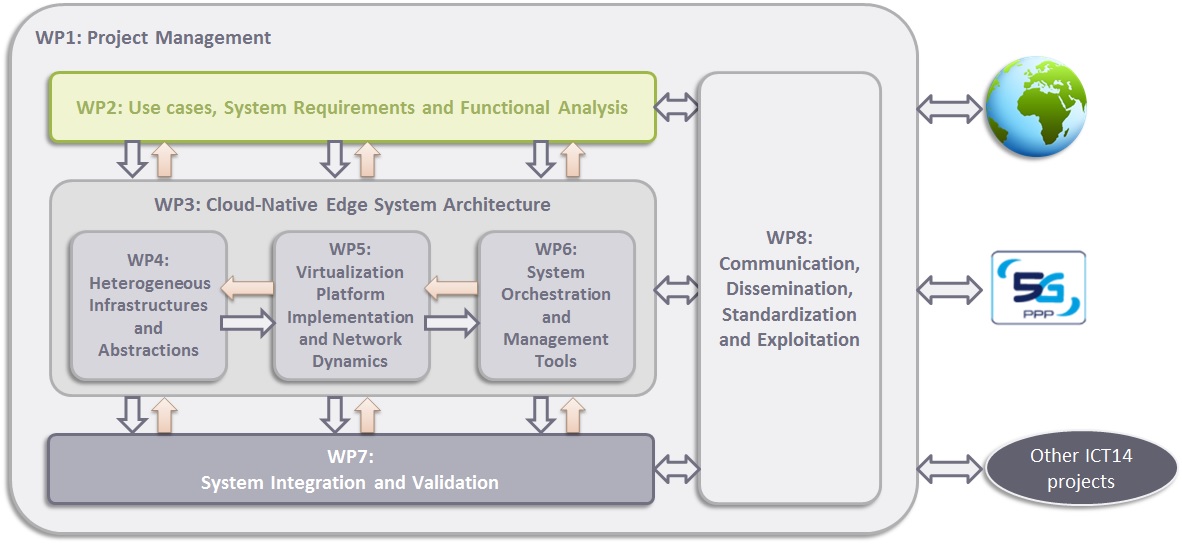 WP1: Project Management
WP2: Use cases, System Requirements and Functional Analysis
WP3: Cloud-Native Edge System Architecture
WP4:
Heterogeneous
Infrastructures
and
Abstractions
WP5:
Virtualization
Platform
Implementation
and Network
Dynamics
WP6:
System
Orchestration
and
Management
Tools
WP7:
System Integration and Validation
WP8:
Communication,
Dissemination,
Standardization
and Exploitation
5G
PPP
Other ICT14
projects